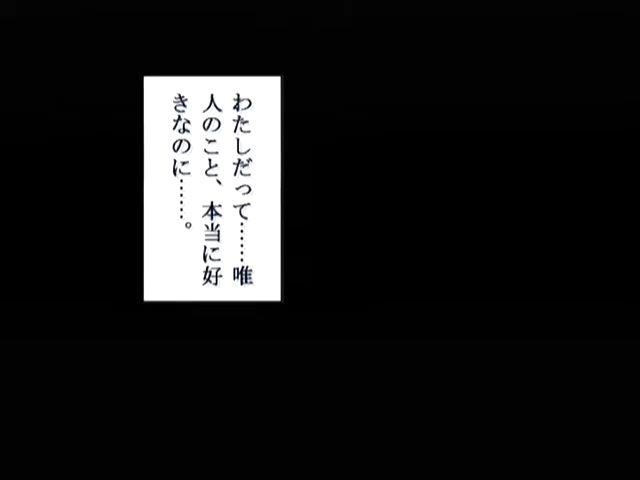 わたしだって……唯
人のこと、本当に好
きなのに……。